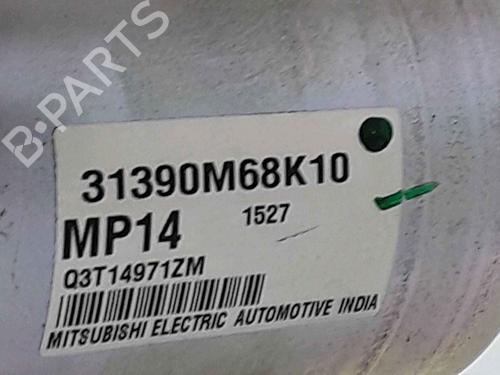 B-PARTS
31390M68K10
MP14 1527
Q3T14971ZM
MITSUBISHI ELECTRIC AUTOMOTIVE INDIA